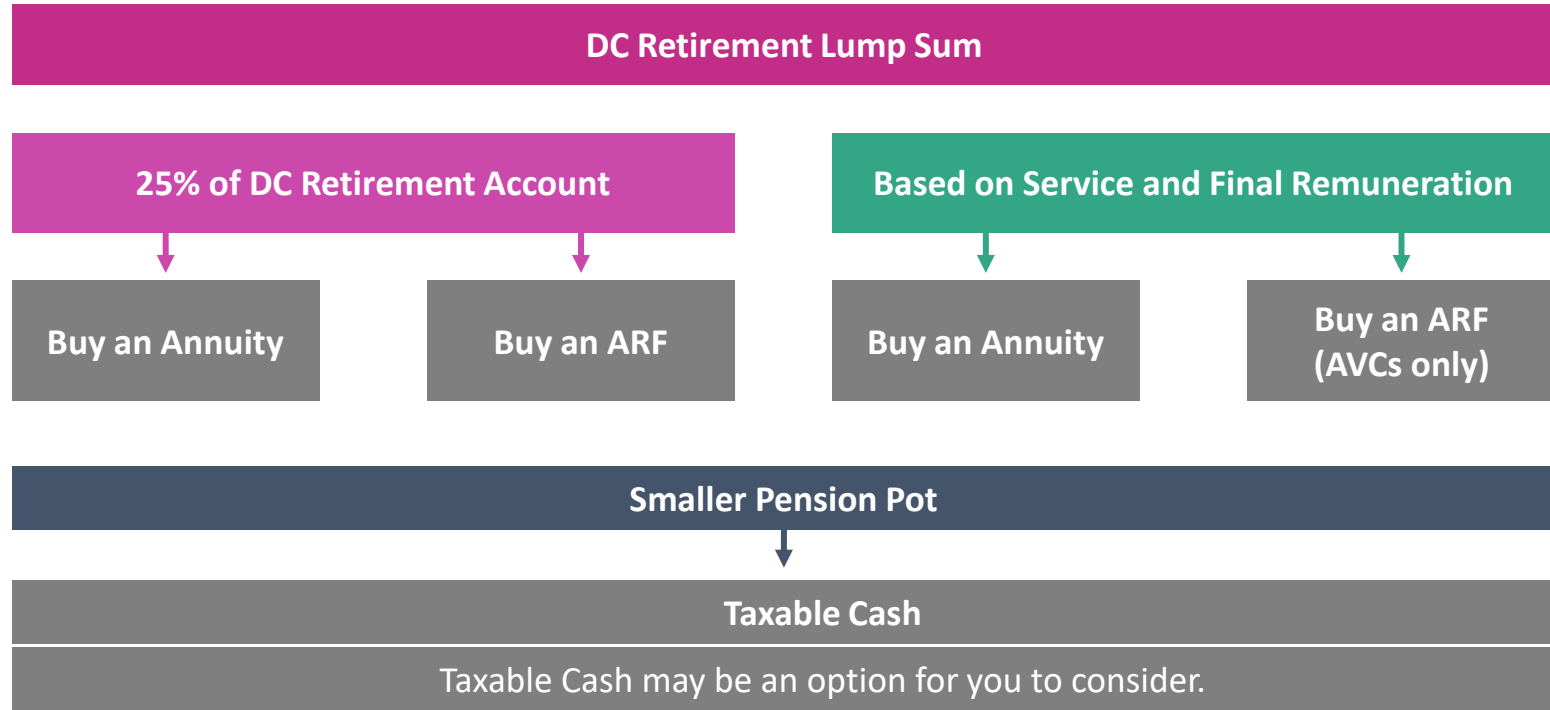 DC Retirement Lump Sum
25% of DC Retirement Account
Based on Service and Final Remuneration
Buy an Annuity
Buy an ARF
Buy an Annuity
Buy an ARF
(AVCs only)
Smaller Pension Pot
Taxable Cash
Taxable Cash may be an option for you to consider.